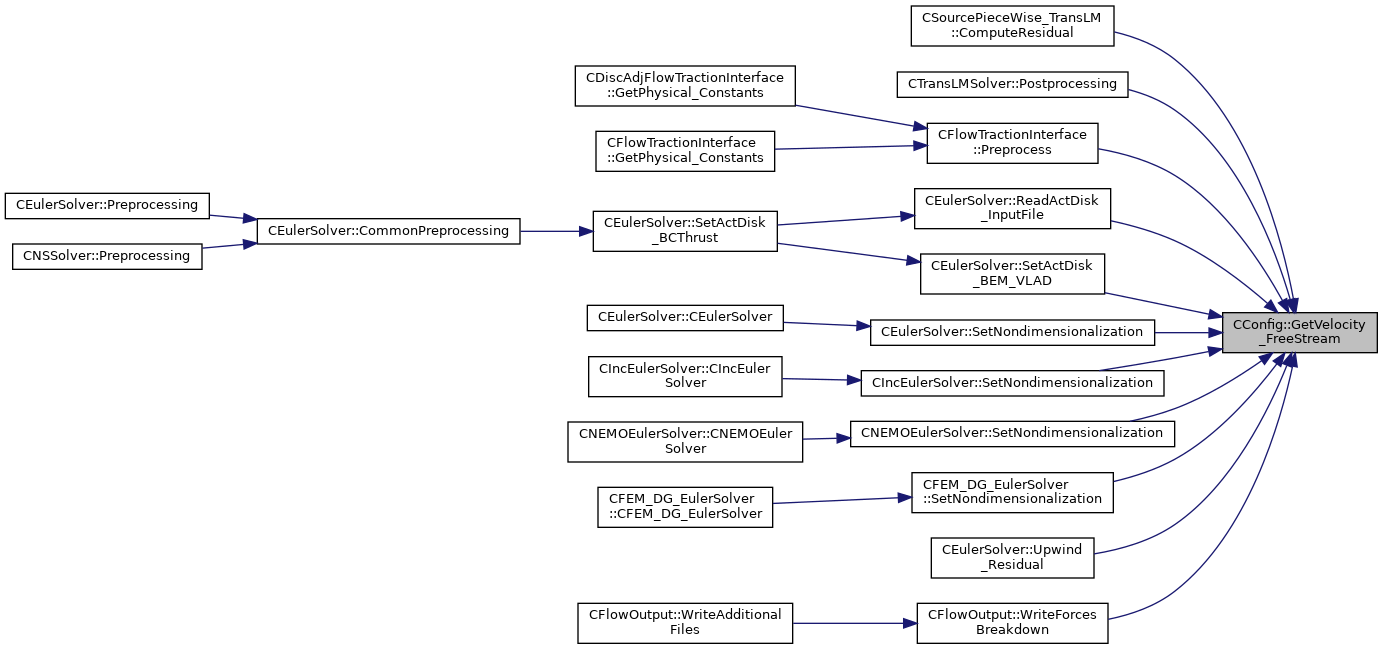 CSourcePieceWise_TransLM
::ComputeResidual
CDiscAdjFlowTractionInterface
::GetPhysical_Constants
CTransLMSolver::Postprocessing
CFlowTractionInterface
::Preprocess
CFlowTractionInterface
::GetPhysical_Constants
CEulerSolver::Preprocessing
CEulerSolver::ReadActDisk
_InputFile
CEulerSolver::CommonPreprocessing
CEulerSolver::SetActDisk
_BCThrust
CNSSolver::Preprocessing
CEulerSolver::SetActDisk
_BEM_VLAD
CEulerSolver::CEulerSolver
CEulerSolver::SetNondimensionalization
CConfig::GetVelocity
_FreeStream
CIncEulerSolver::CIncEuler
Solver
CIncEulerSolver::SetNondimensionalization
CNEMOEulerSolver::CNEMOEuler
Solver
CNEMOEulerSolver::SetNondimensionalization
CFEM_DG_EulerSolver
::CFEM_DG_EulerSolver
CFEM_DG_EulerSolver
::SetNondimensionalization
CEulerSolver::Upwind
_Residual
CFlowOutput::WriteAdditional
Files
CFlowOutput::WriteForces
Breakdown